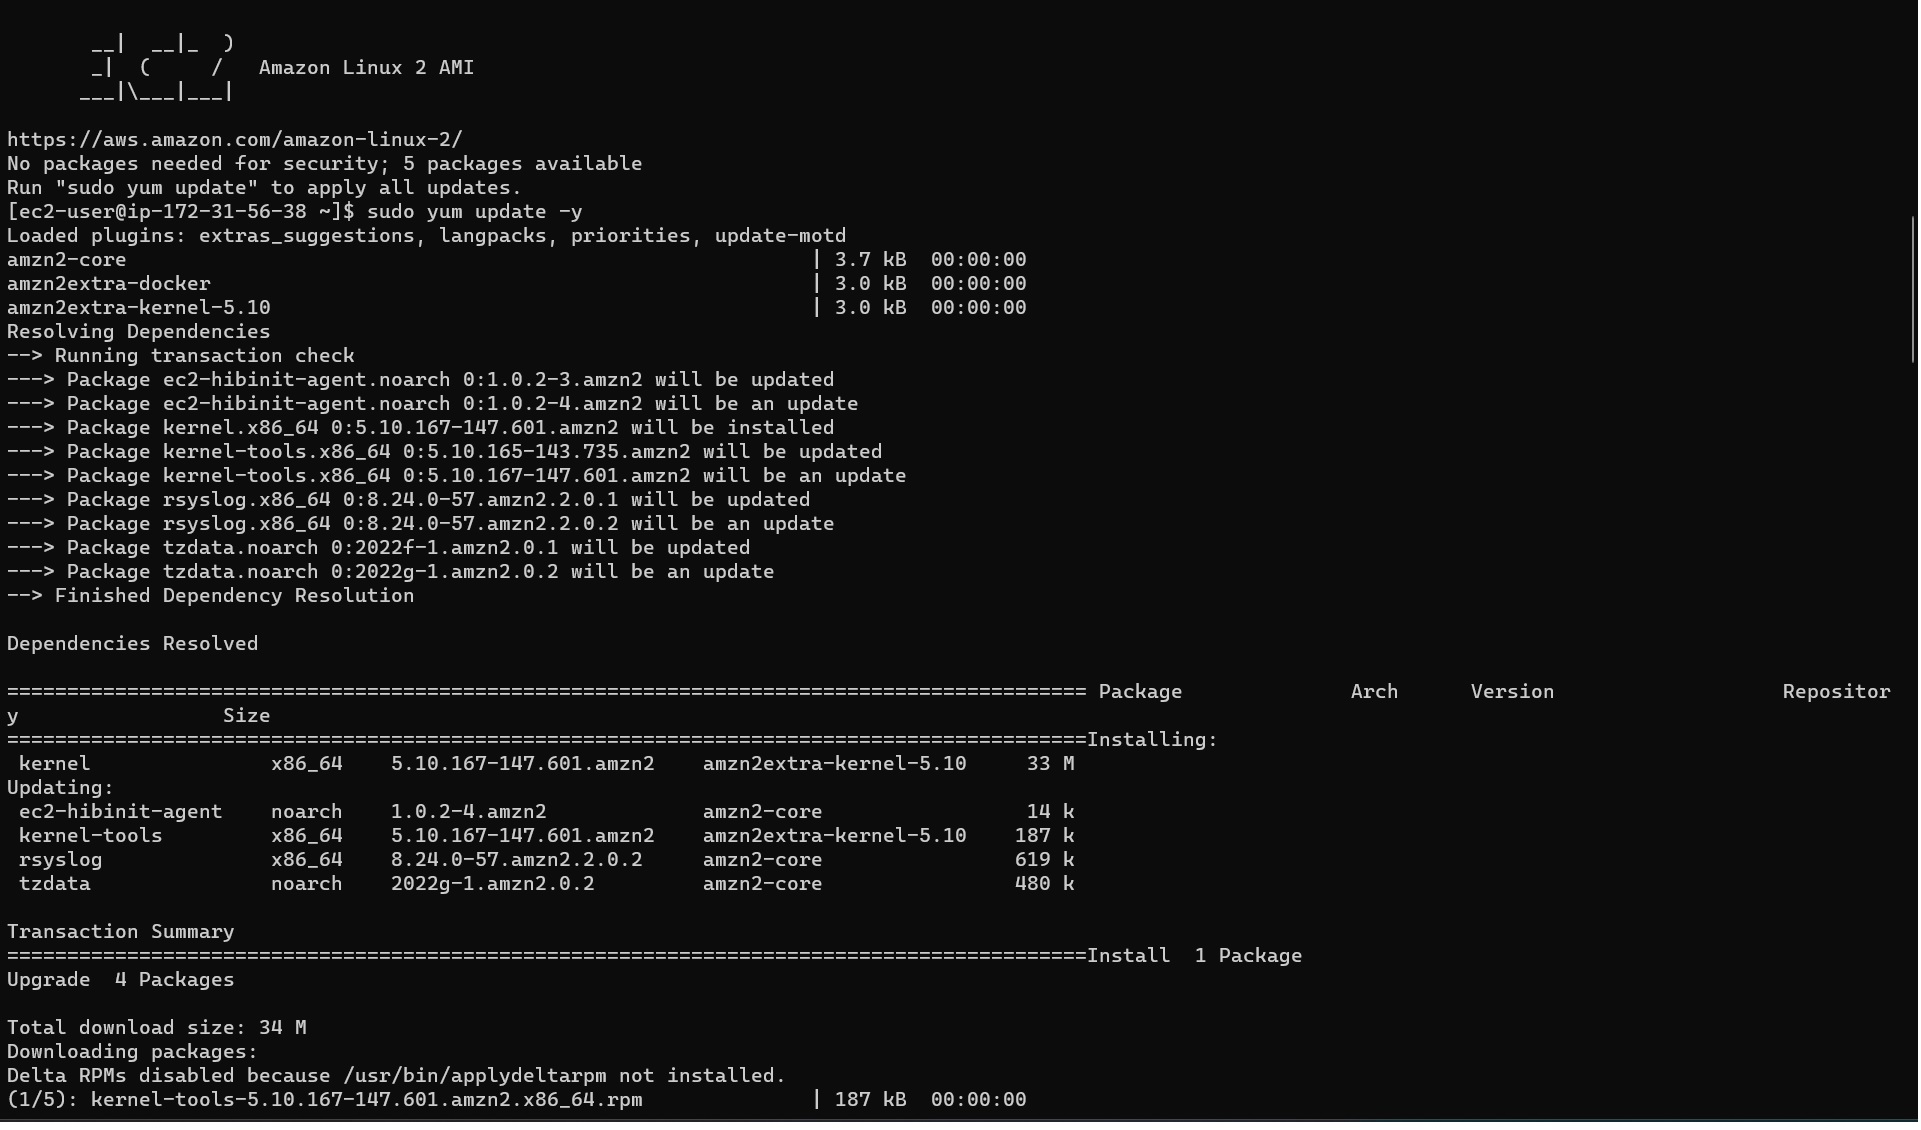 __|  __|_  )
       _|  (     /   Amazon Linux 2 AMI
      ___|\___|___|
https://aws.amazon.com/amazon-linux-2/
No packages needed for security; 5 packages available
Run "sudo yum update" to apply all updates.
[ec2-user@ip-172-31-56-38 ~]$ sudo yum update -y
Loaded plugins: extras_suggestions, langpacks, priorities, update-motd
amzn2-core                                                         | 3.7 kB  00:00:00
amzn2extra-docker                                                  | 3.0 kB  00:00:00
amzn2extra-kernel-5.10                                             | 3.0 kB  00:00:00
Resolving Dependencies
--> Running transaction check
---> Package ec2-hibinit-agent.noarch 0:1.0.2-3.amzn2 will be updated
---> Package ec2-hibinit-agent.noarch 0:1.0.2-4.amzn2 will be an update
---> Package kernel.x86_64 0:5.10.167-147.601.amzn2 will be installed
---> Package kernel-tools.x86_64 0:5.10.165-143.735.amzn2 will be updated
---> Package kernel-tools.x86_64 0:5.10.167-147.601.amzn2 will be an update
---> Package rsyslog.x86_64 0:8.24.0-57.amzn2.2.0.1 will be updated
---> Package rsyslog.x86_64 0:8.24.0-57.amzn2.2.0.2 will be an update
---> Package tzdata.noarch 0:2022f-1.amzn2.0.1 will be updated
---> Package tzdata.noarch 0:2022g-1.amzn2.0.2 will be an update
--> Finished Dependency Resolution
Dependencies Resolved
========================================================================================== Package              Arch      Version                   Repositor
y                 Size
==========================================================================================Installing:
 kernel               x86_64    5.10.167-147.601.amzn2    amzn2extra-kernel-5.10     33 M
Updating:
 ec2-hibinit-agent    noarch    1.0.2-4.amzn2             amzn2-core                 14 k
 kernel-tools         x86_64    5.10.167-147.601.amzn2    amzn2extra-kernel-5.10    187 k
 rsyslog              x86_64    8.24.0-57.amzn2.2.0.2     amzn2-core                619 k
 tzdata               noarch    2022g-1.amzn2.0.2         amzn2-core                480 k
Transaction Summary
==========================================================================================Install  1 Package
Upgrade  4 Packages
Total download size: 34 M
Downloading packages:
Delta RPMs disabled because /usr/bin/applydeltarpm not installed.
(1/5): kernel-tools-5.10.167-147.601.amzn2.x86_64.rpm              | 187 kB  00:00:00